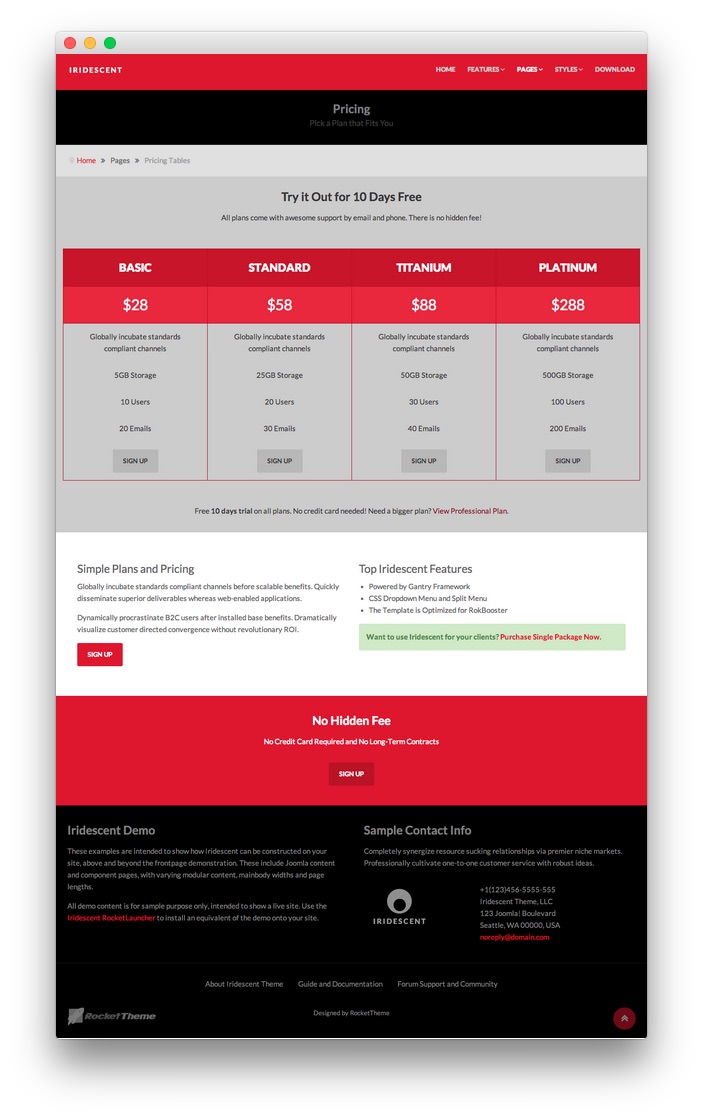 IRIDESCENT
HOME FEATURES PAGES STYLES DOWNLOAD
Pricing
Pick a Plan that Fits You
Home » Pages » Pricing Tables
Try it Out for 10 Days Free
All plans come with awesome support by email and phone. There is no hidden fee!
BASIC STANDARD TITANIUM PLATINUM
$28 $58 $88 $288
Globally incubate standards Globally incubate standards Globally incubate standards Globally incubate standards
compliant channels compliant channels compliant channels compliant channels
5GB Storage 25GB Storage 50GB Storage 500GB Storage
10 Users 20 Users 30 Users 100 Users
20 Emails 30 Emails 40 Emails 200 Emails
SIGN UP SIGN UP SIGN UP SIGN UP
Free 10 days trial on all plans. No credit card needed! Need a bigger plan? View Professional Plan.
Simple Plans and Pricing
Globally incubate standards compliant channels before scalable benefits. Quickly
disseminate superior deliverables whereas web-enabled applications.
Dynamically procrastinate B2C users after installed base benefits. Dramatically
visualize customer directed convergence without revolutionary ROI.
SIGN UP
Top Iridescent Features
• Powered by Gantry Framework
• CSS Dropdown Menu and Split Menu
• The Template is Optimized for RokBooster
Want to use Iridescent for your clients? Purchase Single Package Now.
No Hidden Fee
No Credit Card Required and No Long-Term Contracts
SIGN UP
Iridescent Demo
These examples are intended to show how Iridescent can be constructed on your
site, above and beyond the frontpage demonstration. These include Joomla content
and component pages, with varying modular content, mainbody widths and page
lengths.
All demo content is for sample purpose only, intended to show a live site. Use the
Iridescent RocketLauncher to install an equivalent of the demo onto your site.
Sample Contact Info
Completely synergize resource sucking relationships via premier niche markets.
Professionally cultivate one-to-one customer service with robust ideas.
IRIDESCENT
+1(123)456-5555-555
Iridescent Theme, LLC
123 Joomla! Boulevard
Seattle, WA 00000, USA
noreply@domain.com
About Iridescent Theme Guide and Documentation Forum Support and Community
RocketTheme
Designed by RocketTheme